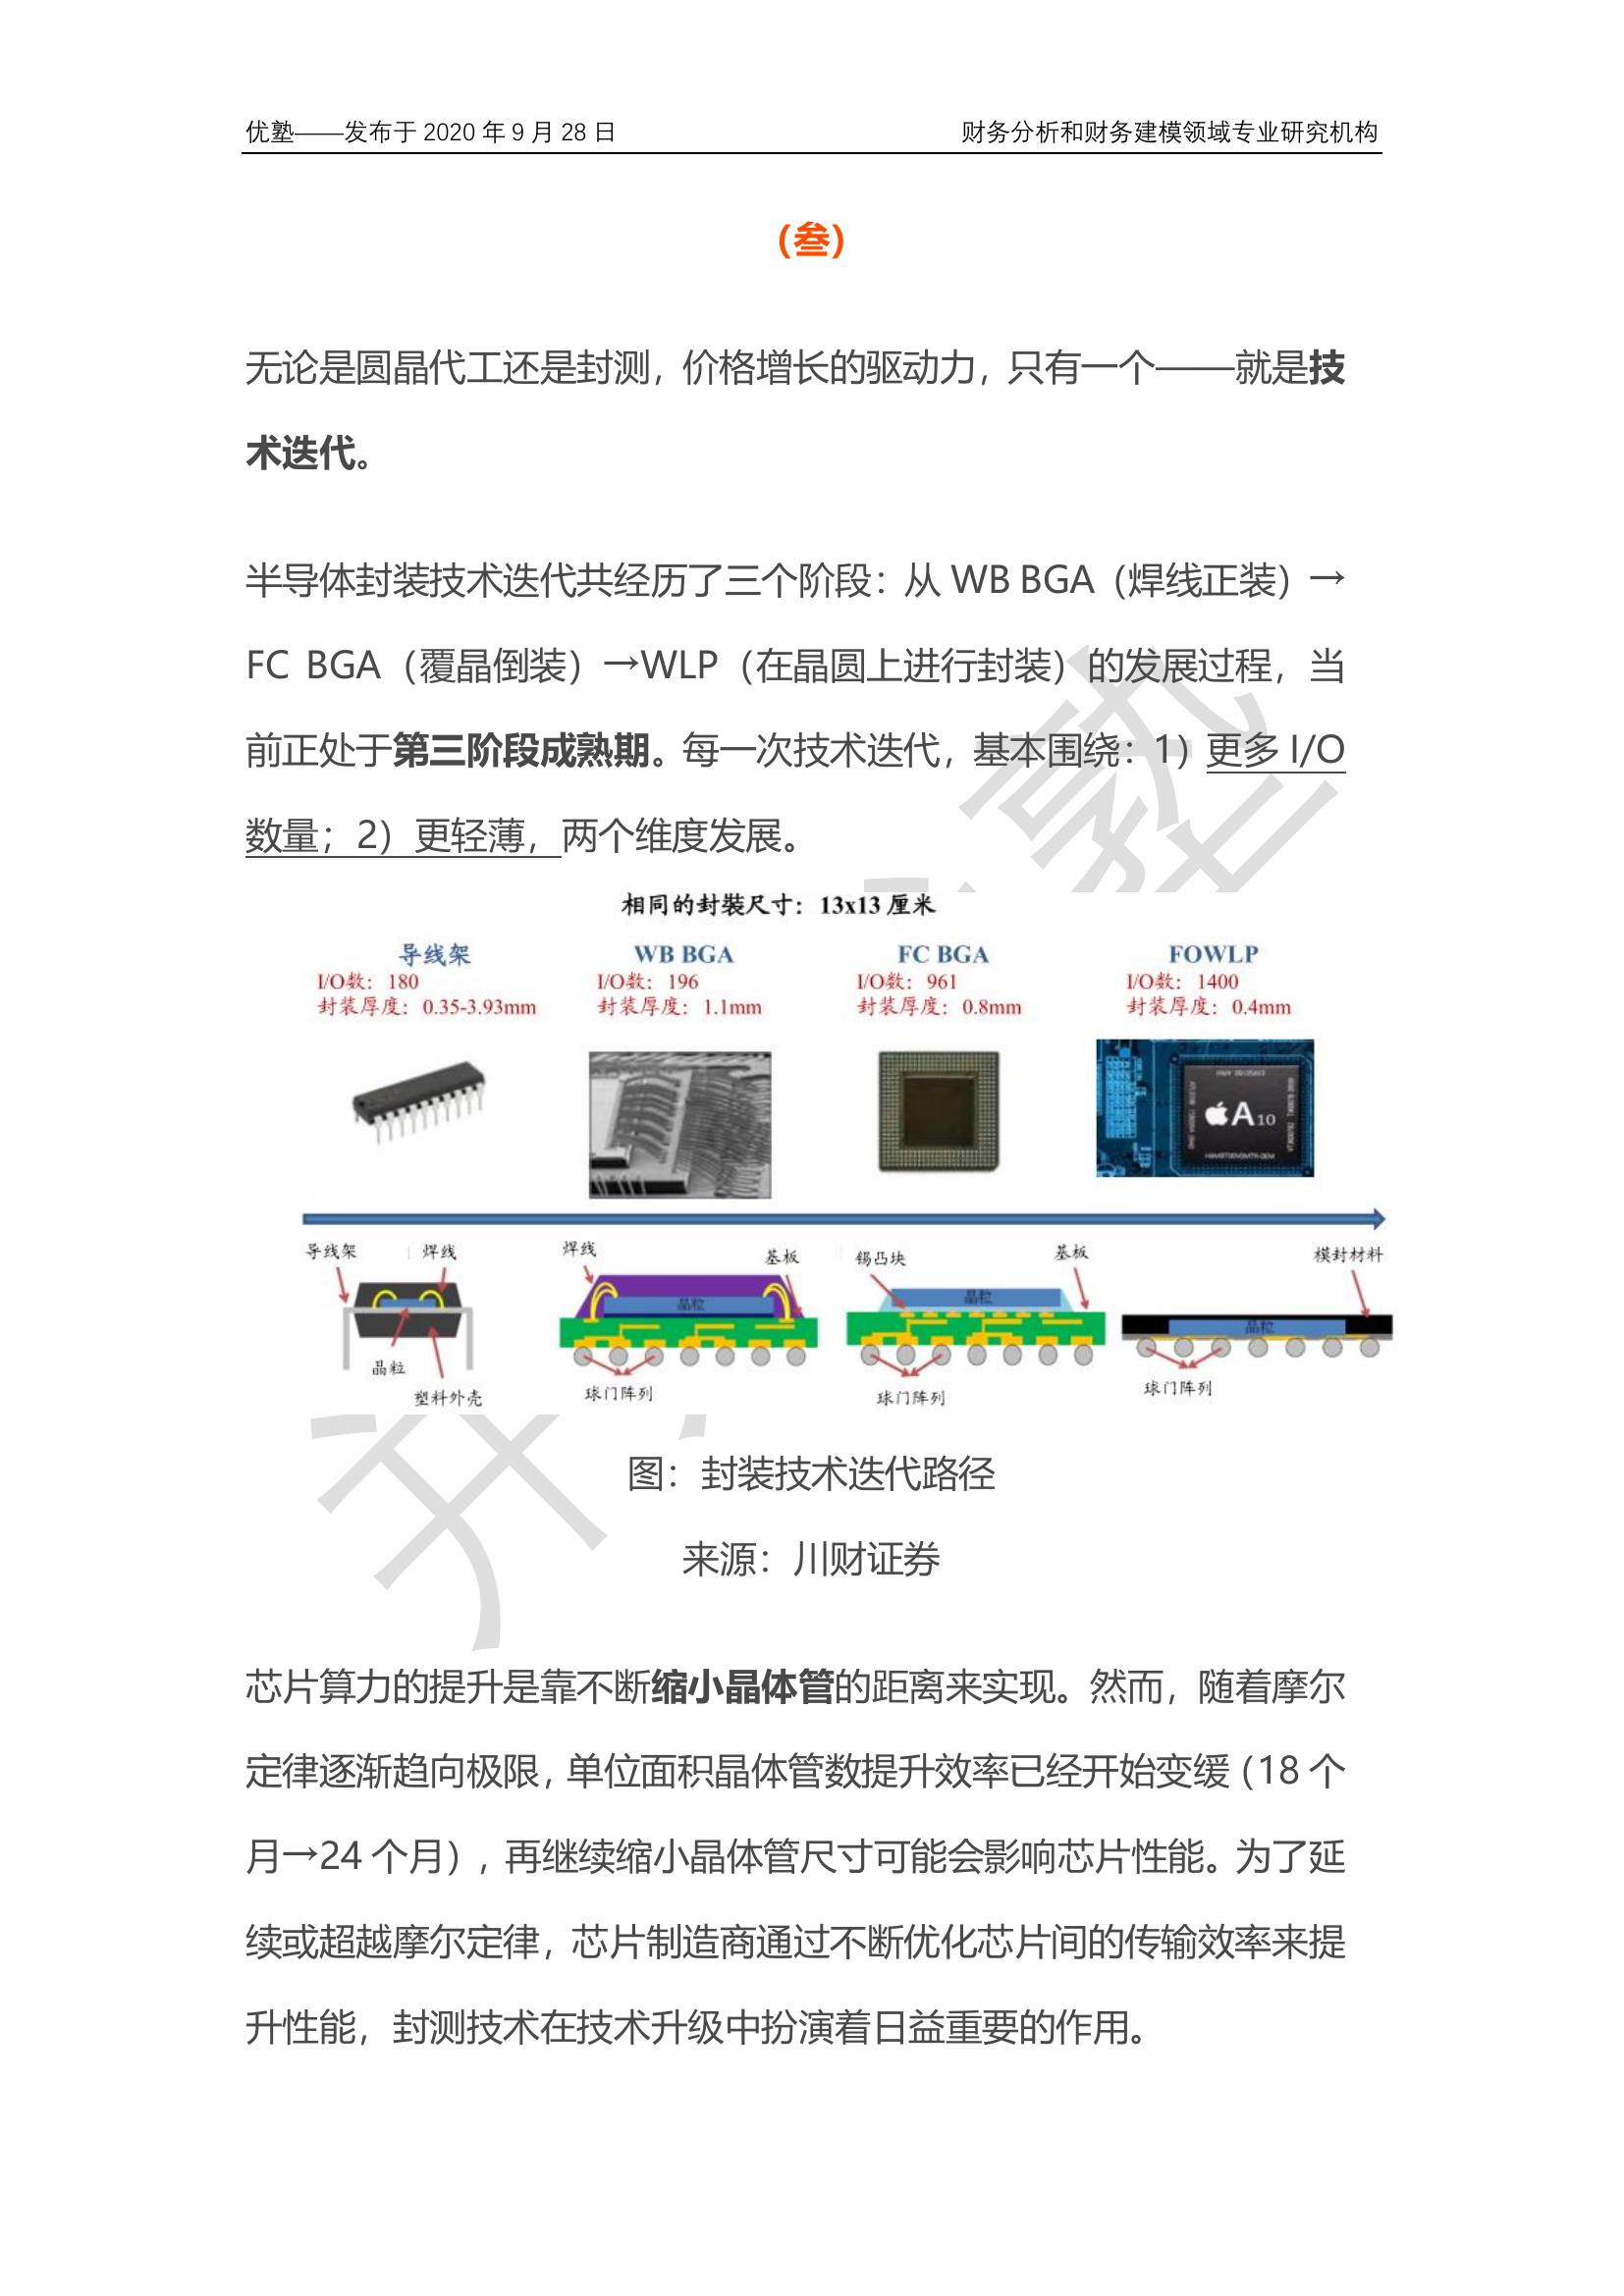 优塾——发布于 2020 年 9 月 28 日 财务分析和财务建模领域专业研究机构
(叁)
无论是圆晶代工还是封测，价格增长的驱动力，只有一个——就是技
术迭代。
半导体封装技术迭代共经历了三个阶段：从 WB BGA（焊线正装）→
FC BGA（覆晶倒装）→WLP（在晶圆上进行封装）的发展过程，当
前正处于第三阶段成熟期。每一次技术迭代，基本围绕：1）更多 I/O
数量；2）更轻薄，两个维度发展。
相同的封裝尺寸：13x13 厘米
导线架 WB BGA FC BGA FOWLP
I/O数：180 I/O数：196 I/O数：961 I/O数：1400
封装厚度：0.35-3.93mm 封装厚度：1.1mm 封装厚度：0.8mm 封装厚度：0.4mm
A10
导线架 焊线 焊线 基板 锡凸块 基板 模封材料
晶粒 晶粒 晶粒
晶粒
塑料外壳 球门阵列 球门阵列 球门阵列
图：封装技术迭代路径
来源：川财证券
芯片算力的提升是靠不断缩小晶体管的距离来实现。然而，随着摩尔
定律逐渐趋向极限，单位面积晶体管数提升效率已经开始变缓（18 个
月→24 个月），再继续缩小晶体管尺寸可能会影响芯片性能。为了延
续或超越摩尔定律，芯片制造商通过不断优化芯片间的传输效率来提
升性能，封测技术在技术升级中扮演着日益重要的作用。